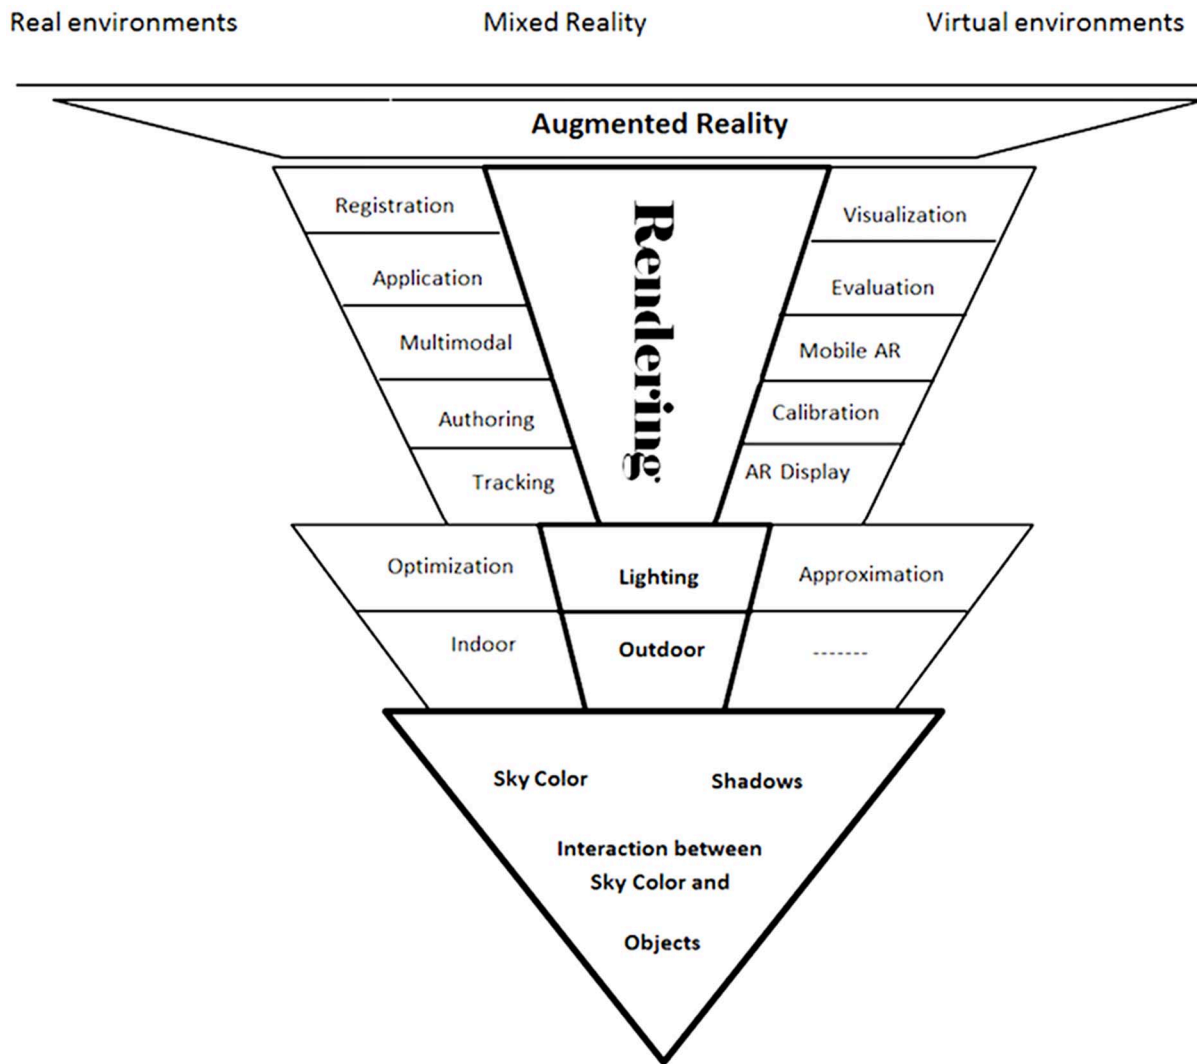 Real environments
Mixed Reality
Virtual environments
Augmented Reality
Registration
Application
Multimodal
Authoring
Tracking
Rendering
Visualization
Evaluation
Mobile AR
Calibration
AR Display
Optimization
Lighting
Approximation
Indoor
Outdoor
-------
Sky Color
Shadows
Interaction between
Sky Color and
Objects